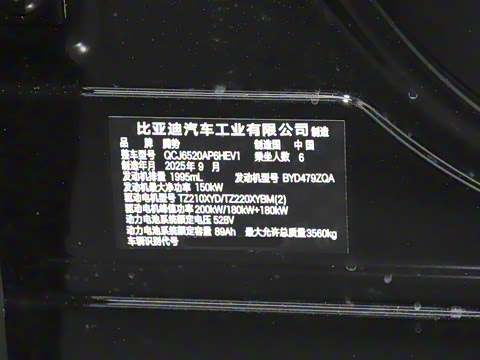 比亚迪汽车工业有限公司 制造
品 牌 腾势 制造国 中国
整车型号 QCJ6520AP6HEV1 乘坐人数 6
制造年月 2025年9月
发动机排量 1995mL 发动机型号 BYD479ZQA
发动机最大净功率 150kW
驱动电机型号 TZ210XYD/TZ220XYBM(2)
驱动电机峰值功率 200kW/180kW+180kW
动力电池系统额定电压 528V
动力电池系统额定容量 89Ah 最大允许总质量 3560kg
车辆识别代号